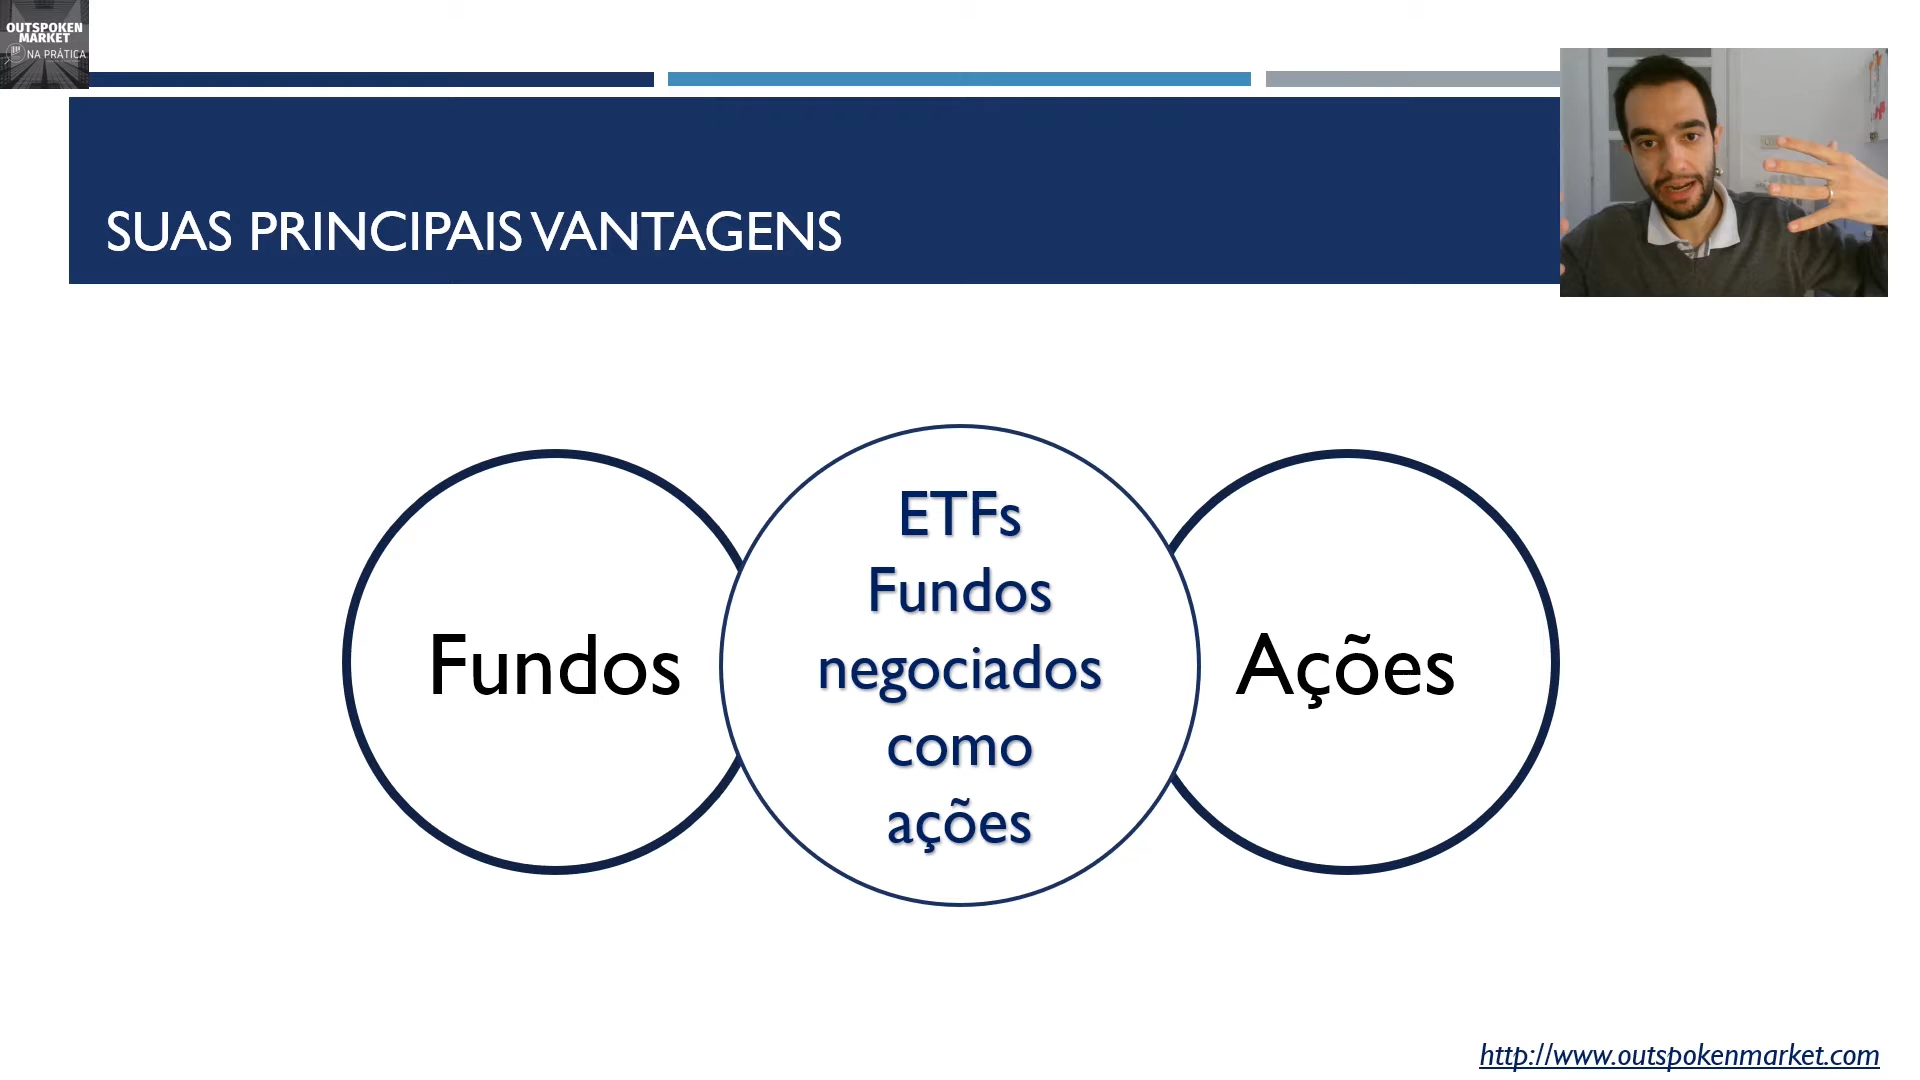 OUTSPOKEN
MARKET
NA PRÁTICA
SUAS PRINCIPAIS VANTAGENS
Fundos
ETFs
Fundos
negociados
como
ações
Ações
http://www.outspokenmarket.com